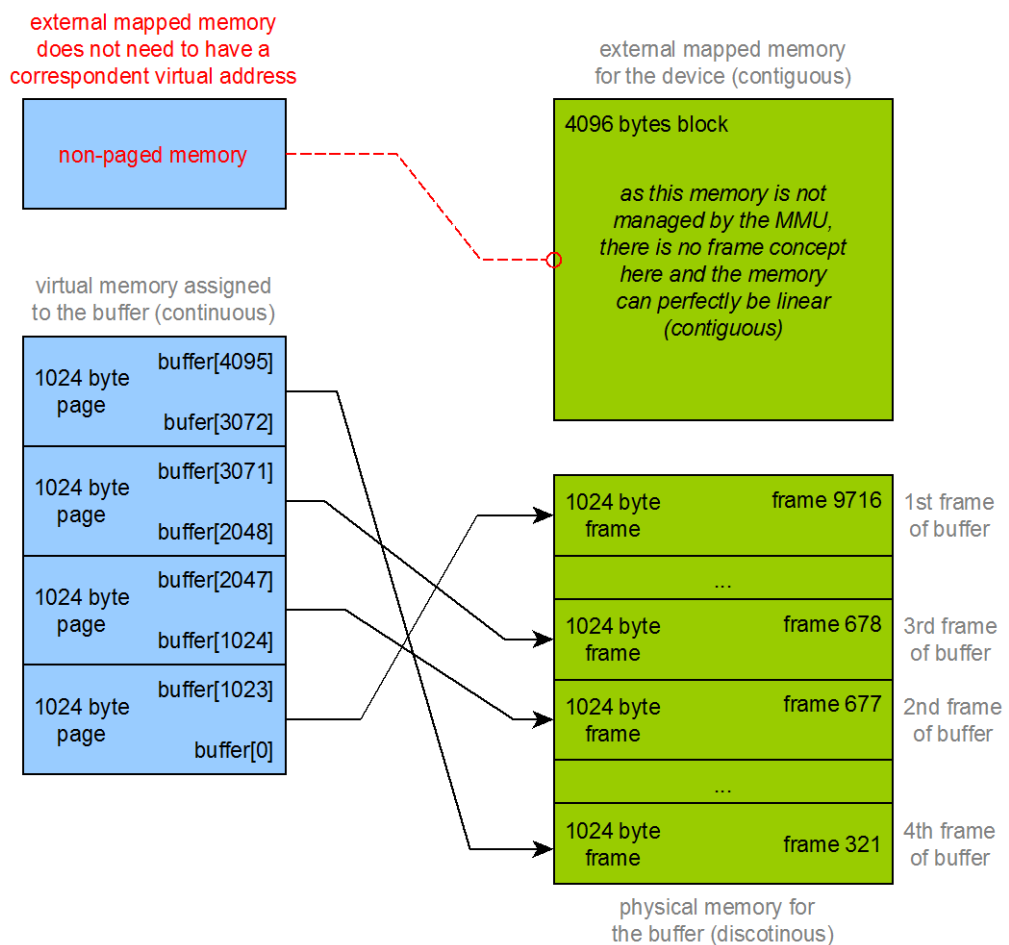 external mapped memory
does not need to have a
correspondent virtual address
non-paged memory
external mapped memory
for the device (contiguous)
4096 bytes block
as this memory is not
managed by the MMU,
there is no frame concept
here and the memory
can perfectly be linear
(contiguous)
virtual memory assigned
to the buffer (continuous)
1024 byte
page
buffer[4095]
bufer[3072]
1024 byte
page
buffer[3071]
buffer[2048]
1024 byte
page
buffer[2047]
buffer[1024]
1024 byte
page
buffer[1023]
buffer[0]
1024 byte
frame
frame 9716
1st frame
of buffer
...
1024 byte
frame
frame 678
3rd frame
of buffer
1024 byte
frame
frame 677
2nd frame
of buffer
...
1024 byte
frame
frame 321
4th frame
of buffer
physical memory for
the buffer (discotinous)